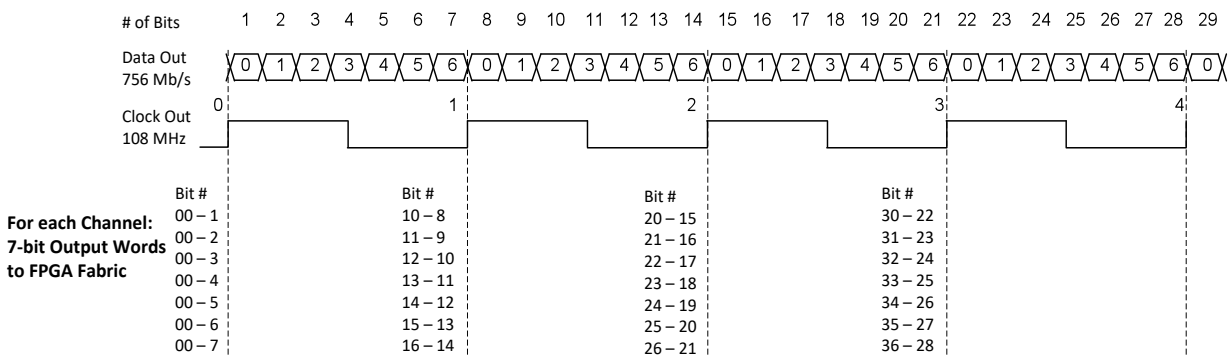 # of Bits 1 2 3 4 5 6 7 8 9 10 11 12 13 14 15 16 17 18 19 20 21 22 23 24 25 26 27 28 29
Data Out
756 Mb/s
0 1 2 3 4 5 6 0 1 2 3 4 5 6 0 1 2 3 4 5 6 0 1 2 3 4 5 6 0
0 1 2 3 4
Clock Out
108 MHz
For each Channel:
7-bit Output Words
to FPGA Fabric
Bit #
00 – 1
00 – 2
00 – 3
00 – 4
00 – 5
00 – 6
00 – 7
Bit #
10 – 8
11 – 9
12 – 10
13 – 11
14 – 12
15 – 13
16 – 14
Bit #
20 – 15
21 – 16
22 – 17
23 – 18
24 – 19
25 – 20
26 – 21
Bit #
30 – 22
31 – 23
32 – 24
33 – 25
34 – 26
35 – 27
36 – 28